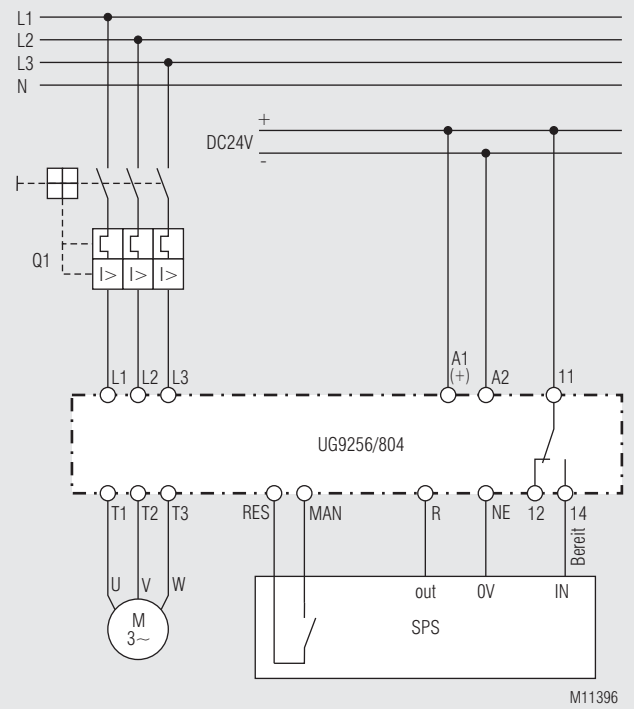 L1
L2
L3
N
+
DC24V
-
Q1
I> I> I>
L1 L2 L3
A1
(+) A2 11
UG9256/804
T1 T2 T3 RES MAN R NE 12 14
Bereit
U V W
out 0V IN
M
3~
SPS
M11396